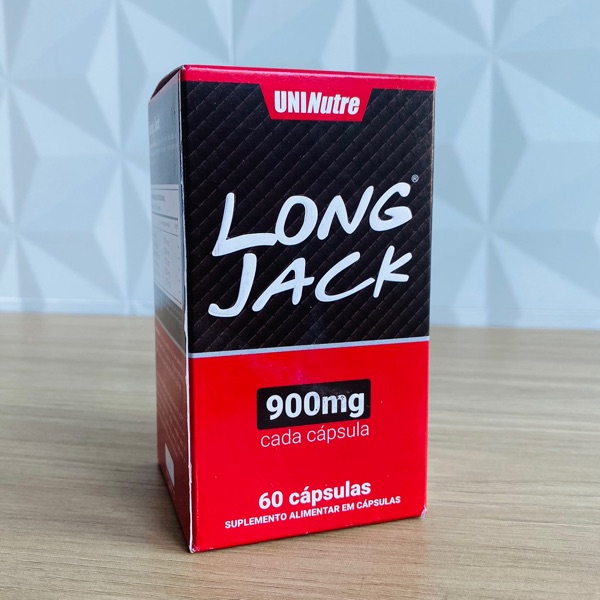 UNINutre
LONG®
JACK
900mg
cada cápsula
60 cápsulas
SUPLEMENTO ALIMENTAR EM CÁPSULAS